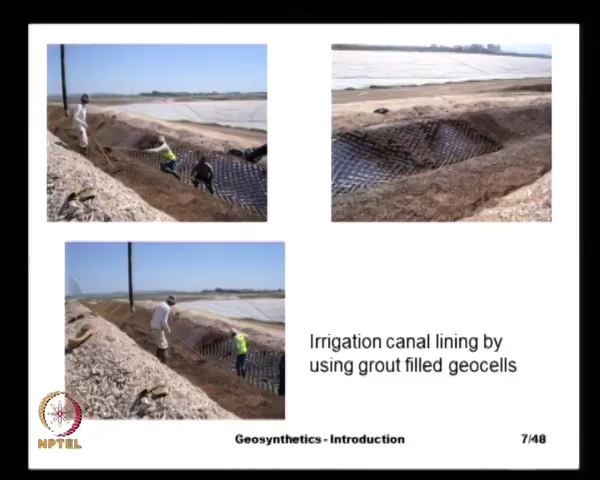 Irrigation canal lining by
using grout filled geocells
NPTEL
Geosynthetics - Introduction
7/48